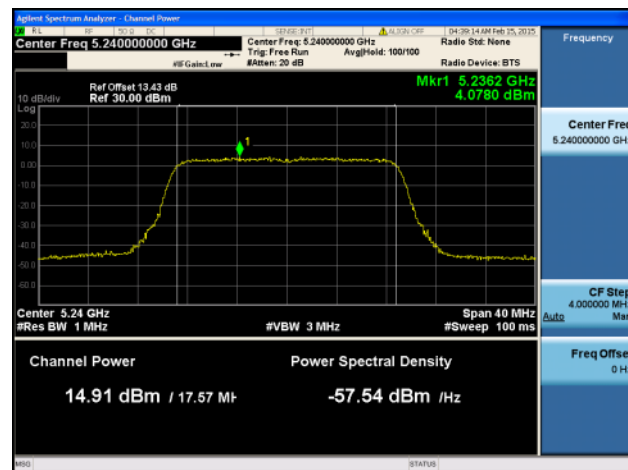 Agilent Spectrum Analyzer - Channel Power
RL RF 50 Ω DC SENSE:INT ALIGN OFF 04:39:14 AM Feb 15, 2015
Center Freq 5.240000000 GHz
Center Freq: 5.240000000 GHz Radio Std: None
Trig: Free Run Avg|Hold: 100/100
#IFGain:Low #Atten: 20 dB Radio Device: BTS
Ref Offset 13.43 dB Mkr1 5.2362 GHz
10 dB/div Ref 30.00 dBm 4.0780 dBm
Log
20.0
10.0
0.00
-10.0
-20.0
-30.0
-40.0
-50.0
-60.0
1
Center 5.24 GHz Span 40 MHz
#Res BW 1 MHz #VBW 3 MHz #Sweep 100 ms
Channel Power Power Spectral Density
14.91 dBm / 17.57 MH -57.54 dBm /Hz
MSG STATUS
Frequency
Center Freq
5.240000000 GH
CF Step
4.000000 MH
Auto Man
Freq Offse
0 H